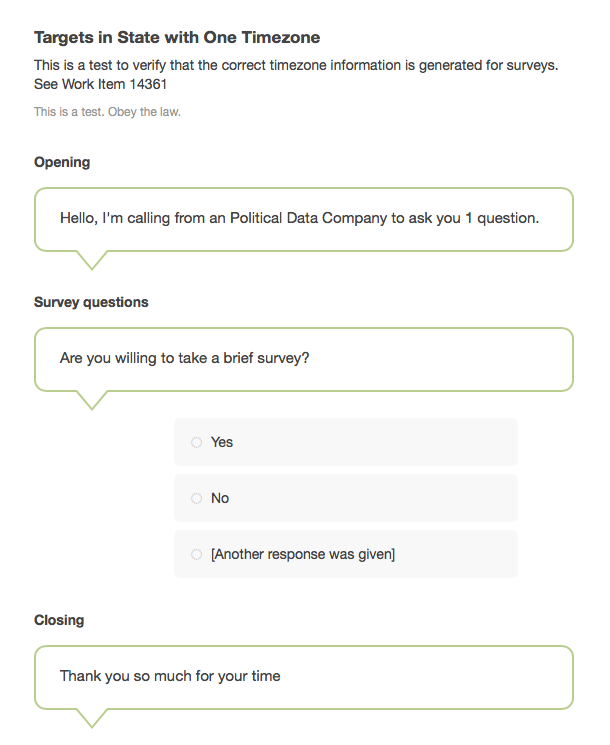 Targets in State with One Timezone
This is a test to verify that the correct timezone information is generated for surveys.
See Work Item 14361
This is a test. Obey the law.
Opening
Hello, I'm calling from an Political Data Company to ask you 1 question.
Survey questions
Are you willing to take a brief survey?
Yes
No
[Another response was given]
Closing
Thank you so much for your time